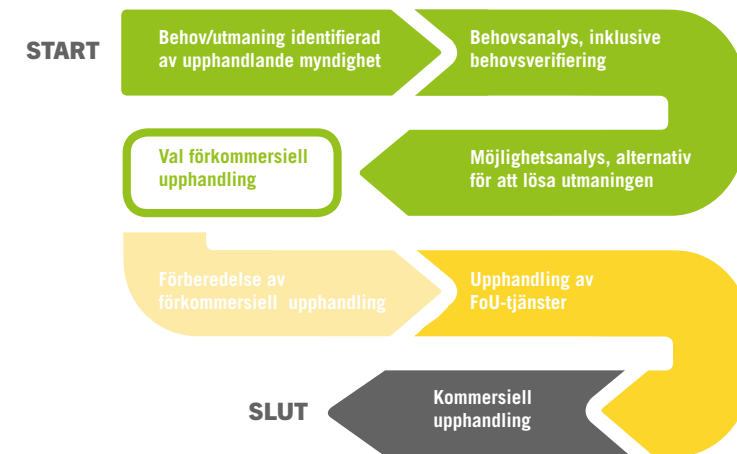 START
Behov/utmaning identifierad
av upphandlande myndighet
Behovsanalys, inklusive
behovsverifiering
Möjlighetsanalys, alternativ
för att lösa utmaningen
Val förkommersiell
upphandling
Förberedelse av
förkommersiell upphandling
Upphandling av
FoU-tjänster
Kommersiell
upphandling
SLUT